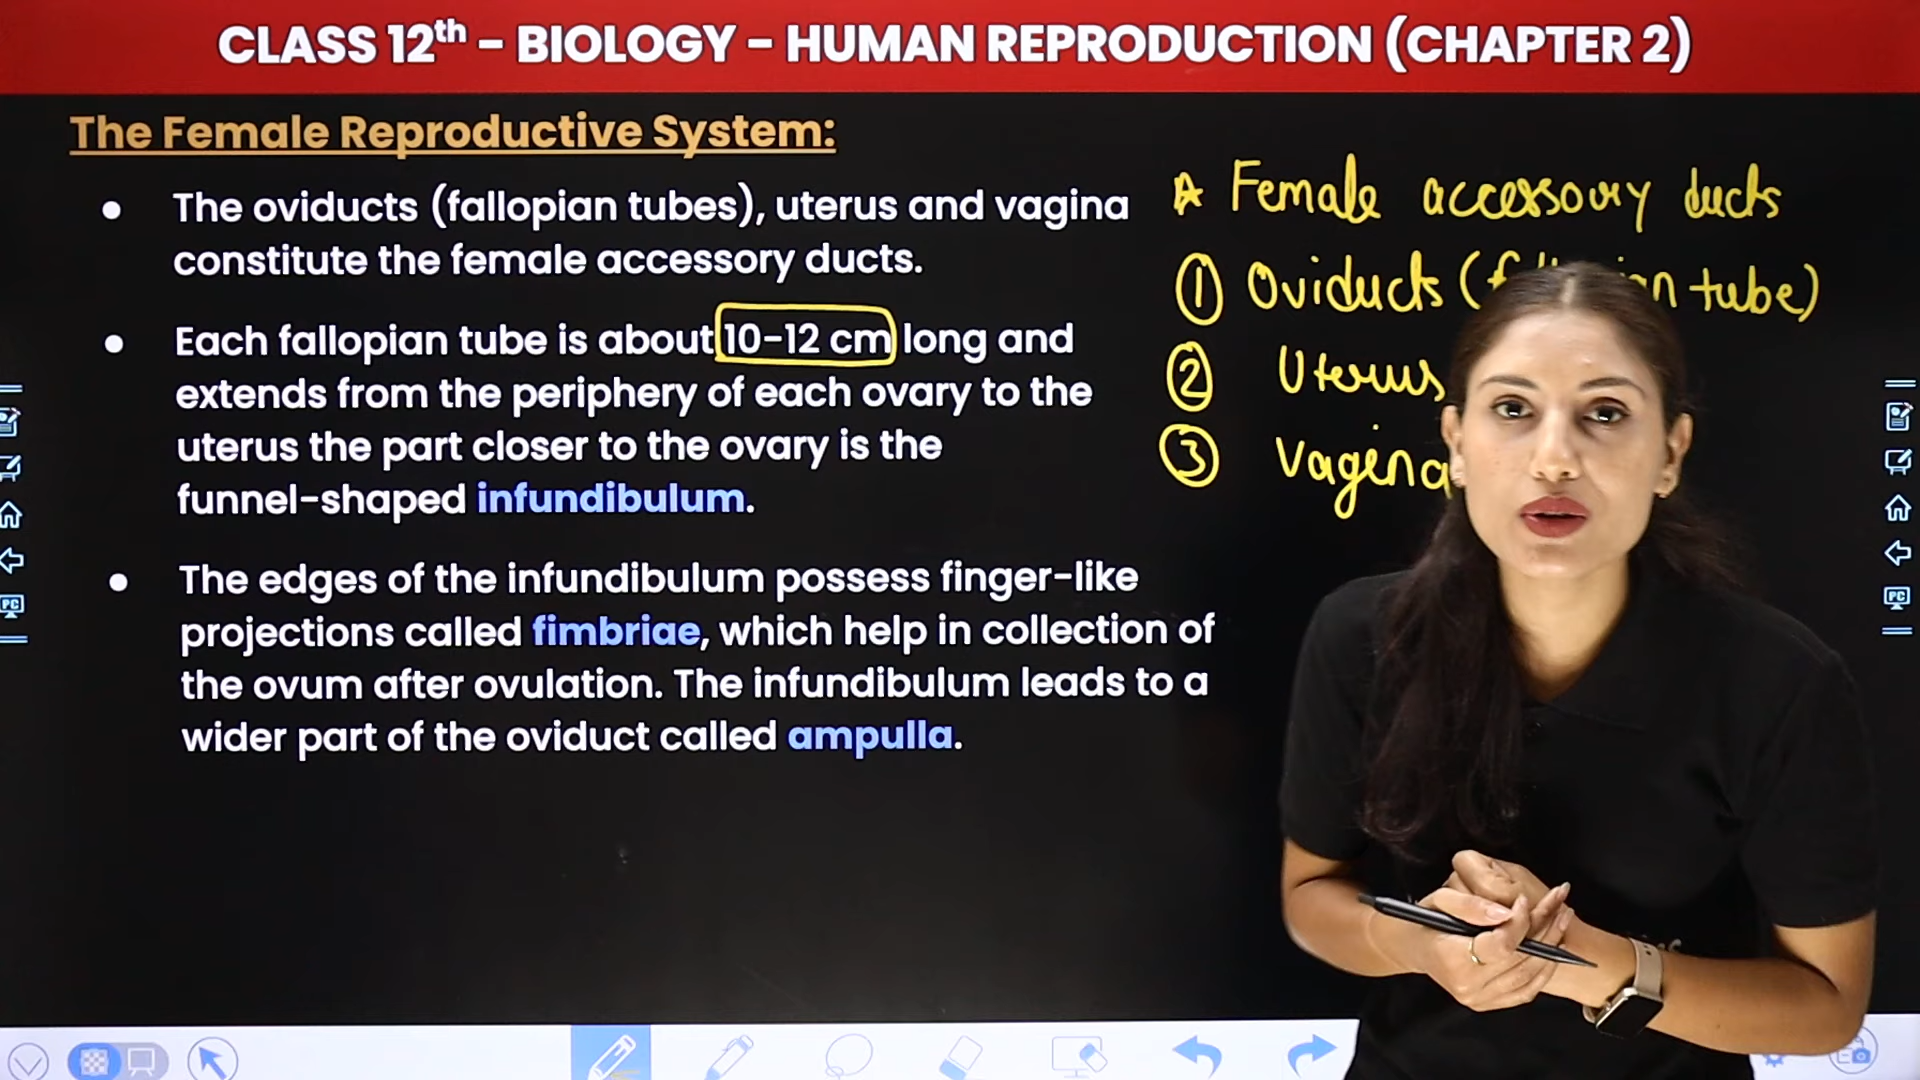 CLASS 12th - BIOLOGY - HUMAN REPRODUCTION (CHAPTER 2)
The Female Reproductive System:
• The oviducts (fallopian tubes), uterus and vagina
constitute the female accessory ducts.
• Each fallopian tube is about 10-12 cm long and
extends from the periphery of each ovary to the
uterus the part closer to the ovary is the
funnel-shaped infundibulum.
• The edges of the infundibulum possess finger-like
projections called fimbriae, which help in collection of
the ovum after ovulation. The infundibulum leads to a
wider part of the oviduct called ampulla.
Female accessory ducts
① Oviducts (fallopian tube)
② Uterus
③ Vagina
PC
PC